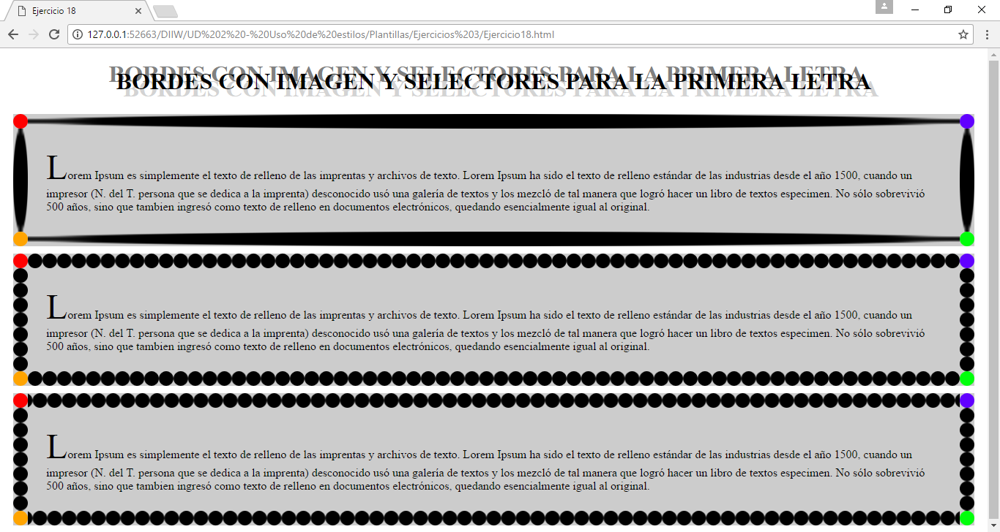 Ejercicio 18
127.0.0.1:52663/DIIW/UD%202%20-%20Uso%20de%20estilos/Plantillas/Ejercicios%203/Ejercicio18.html
BORDES CON IMAGEN Y SELECTORES PARA LA PRIMERA LETRA
Lorem Ipsum es simplemente el texto de relleno de las imprentas y archivos de texto. Lorem Ipsum ha sido el texto de relleno estándar de las industrias desde el año 1500, cuando un
impresor (N. del T. persona que se dedica a la imprenta) desconocido usó una galería de textos y los mezcló de tal manera que logró hacer un libro de textos especimen. No sólo sobrevivió
500 años, sino que tambien ingresó como texto de relleno en documentos electrónicos, quedando esencialmente igual al original.
Lorem Ipsum es simplemente el texto de relleno de las imprentas y archivos de texto. Lorem Ipsum ha sido el texto de relleno estándar de las industrias desde el año 1500, cuando un
impresor (N. del T. persona que se dedica a la imprenta) desconocido usó una galería de textos y los mezcló de tal manera que logró hacer un libro de textos especimen. No sólo sobrevivió
500 años, sino que tambien ingresó como texto de relleno en documentos electrónicos, quedando esencialmente igual al original.
Lorem Ipsum es simplemente el texto de relleno de las imprentas y archivos de texto. Lorem Ipsum ha sido el texto de relleno estándar de las industrias desde el año 1500, cuando un
impresor (N. del T. persona que se dedica a la imprenta) desconocido usó una galería de textos y los mezcló de tal manera que logró hacer un libro de textos especimen. No sólo sobrevivió
500 años, sino que tambien ingresó como texto de relleno en documentos electrónicos, quedando esencialmente igual al original.